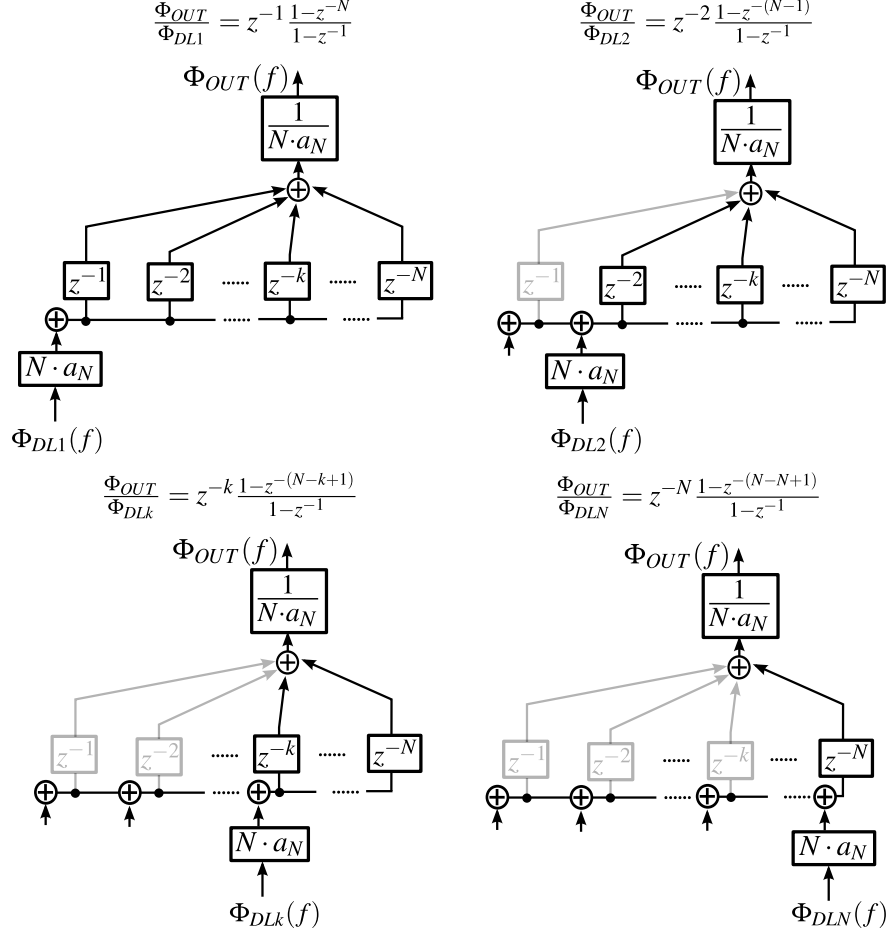 Φ_OUT/Φ_DL1 = z^−1 (1−z^−N)/(1−z^−1)
Φ_OUT(f)
1/(N·a_N)
z^−1 z^−2 ...... z^−k ...... z^−N
...... ......
N · a_N
Φ_DL1(f)
Φ_OUT/Φ_DL2 = z^−2 (1−z^−(N−1))/(1−z^−1)
Φ_OUT(f)
1/(N·a_N)
z^−1 z^−2 ...... z^−k ...... z^−N
...... ......
N · a_N
Φ_DL2(f)
Φ_OUT/Φ_DLk = z^−k (1−z^−(N−k+1))/(1−z^−1)
Φ_OUT(f)
1/(N·a_N)
z^−1 z^−2 ...... z^−k ...... z^−N
...... ......
N · a_N
Φ_DLk(f)
Φ_OUT/Φ_DLN = z^−N (1−z^−(N−N+1))/(1−z^−1)
Φ_OUT(f)
1/(N·a_N)
z^−1 z^−2 ...... z^−k ...... z^−N
...... ......
N · a_N
Φ_DLN(f)